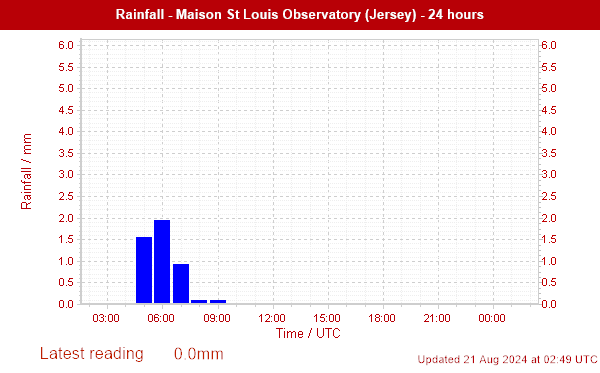 Rainfall - Maison St Louis Observatory (Jersey) - 24 hours
6.0 6.0
5.5 5.5
5.0 5.0
4.5 4.5
4.0 4.0
3.5 3.5
3.0 3.0
2.5 2.5
2.0 2.0
1.5 1.5
1.0 1.0
0.5 0.5
0.0 0.0
Rainfall / mm
03:00 06:00 09:00 12:00 15:00 18:00 21:00 00:00
Time / UTC
Latest reading 0.0mm
Updated 21 Aug 2024 at 02:49 UTC